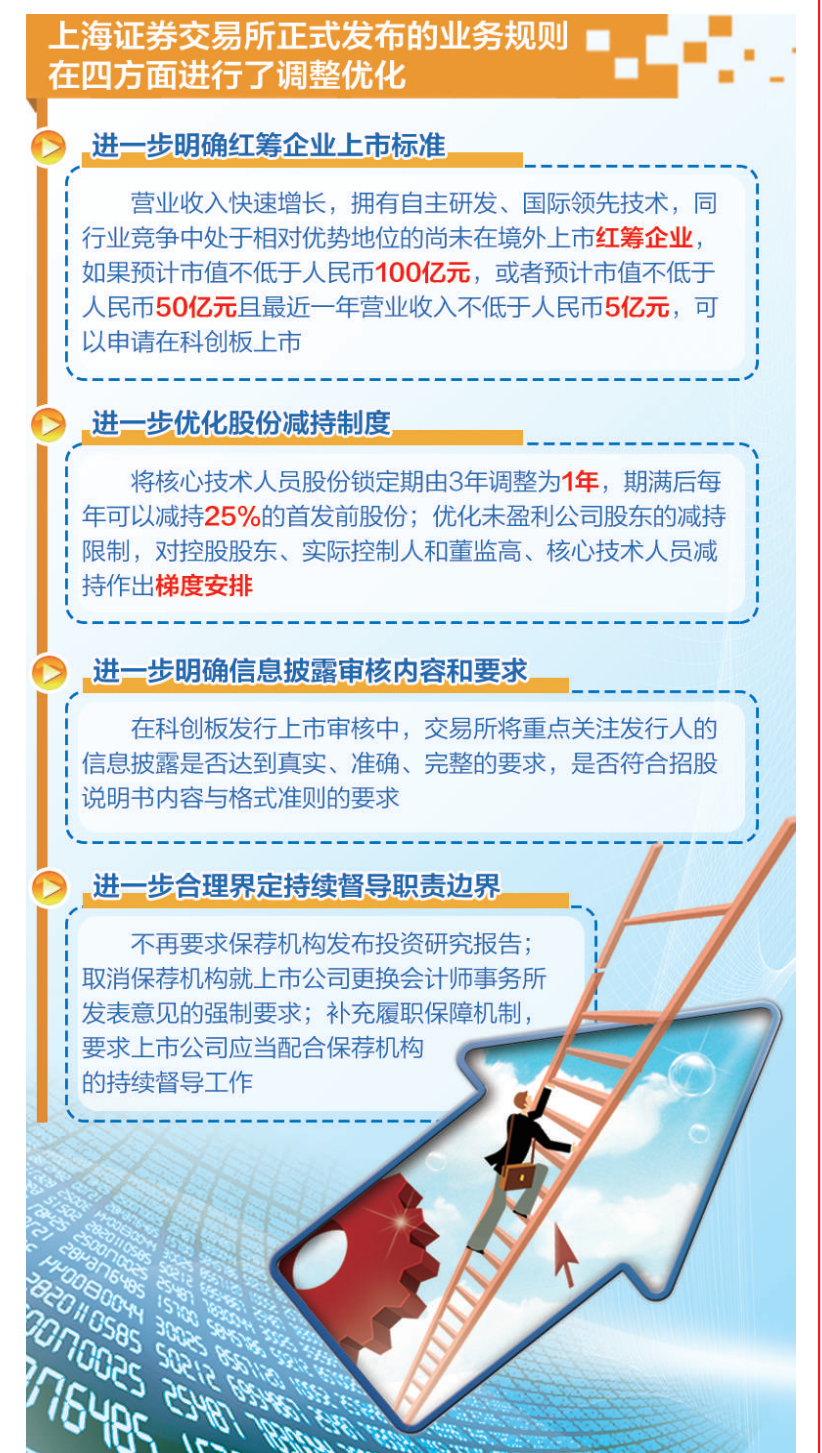 上海证券交易所正式发布的业务规则
在四方面进行了调整优化
进一步明确红筹企业上市标准
营业收入快速增长，拥有自主研发、国际领先技术，同
行业竞争中处于相对优势地位的尚未在境外上市红筹企业，
如果预计市值不低于人民币100亿元，或者预计市值不低于
人民币50亿元且最近一年营业收入不低于人民币5亿元，可
以申请在科创板上市
进一步优化股份减持制度
将核心技术人员股份锁定期由3年调整为1年，期满后每
年可以减持25%的首发前股份；优化未盈利公司股东的减持
限制，对控股股东、实际控制人和董监高、核心技术人员减
持作出梯度安排
进一步明确信息披露审核内容和要求
在科创板发行上市审核中，交易所将重点关注发行人的
信息披露是否达到真实、准确、完整的要求，是否符合招股
说明书内容与格式准则的要求
进一步合理界定持续督导职责边界
不再要求保荐机构发布投资研究报告；
取消保荐机构就上市公司更换会计师事务所
发表意见的强制要求；补充履职保障机制，
要求上市公司应当配合保荐机构
的持续督导工作